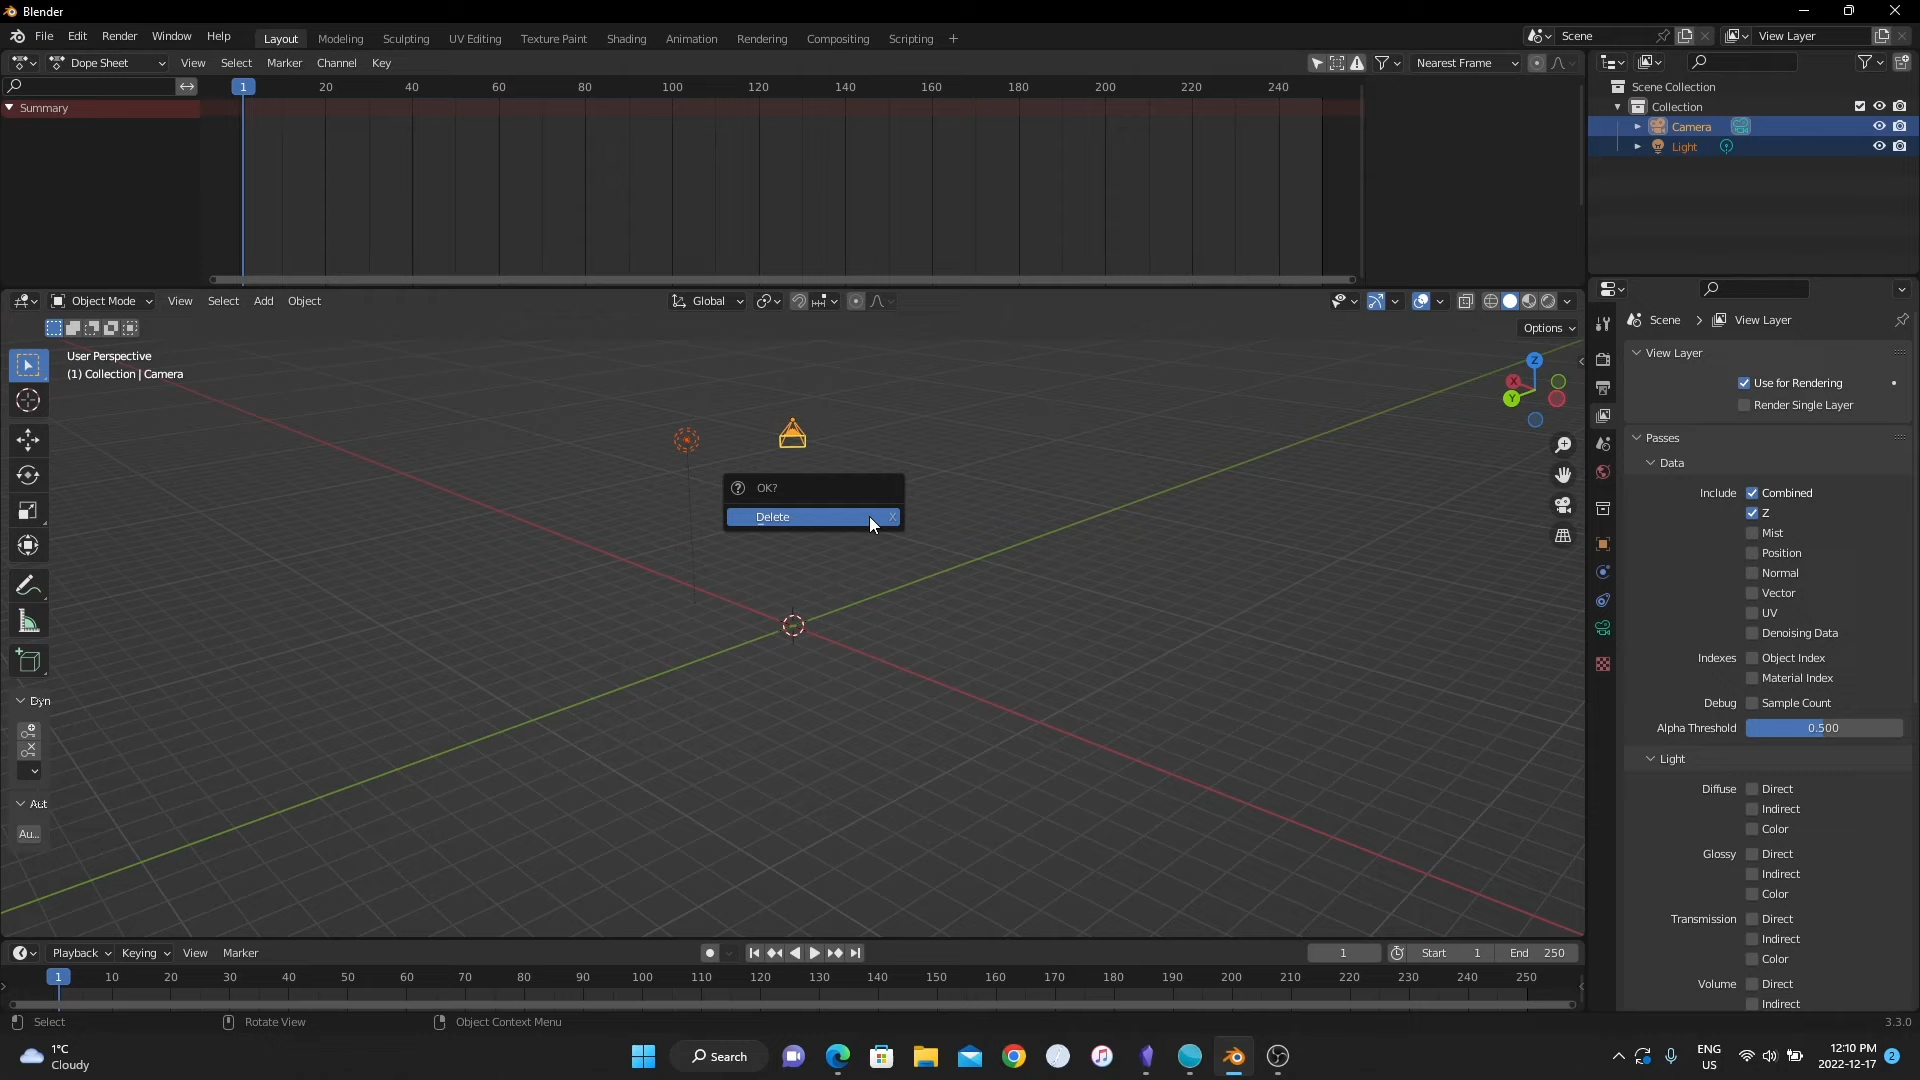 Blender
File Edit Render Window Help Layout Modeling Sculpting UV Editing Texture Paint Shading Animation Rendering Compositing Scripting + Scene View Layer
Dope Sheet View Select Marker Channel Key Nearest Frame
1 20 40 60 80 100 120 140 160 180 200 220 240
Summary
Scene Collection
Collection
Camera
Light
Object Mode View Select Add Object Global
Options
User Perspective
(1) Collection | Camera
Z
X
Y
OK?
Delete X
Dyn
Aut
Au...
Scene > View Layer
View Layer
Use for Rendering
Render Single Layer
Passes
Data
Include Combined
Z
Mist
Position
Normal
Vector
UV
Denoising Data
Indexes Object Index
Material Index
Debug Sample Count
Alpha Threshold 0.500
Light
Diffuse Direct
Indirect
Color
Glossy Direct
Indirect
Color
Transmission Direct
Indirect
Color
Volume Direct
Indirect
Playback Keying View Marker 1 Start 1 End 250
1 10 20 30 40 50 60 70 80 90 100 110 120 130 140 150 160 170 180 190 200 210 220 230 240 250
Select Rotate View Object Context Menu 3.3.0
1°C
Cloudy
Search
ENG
US
12:10 PM
2022-12-17
2